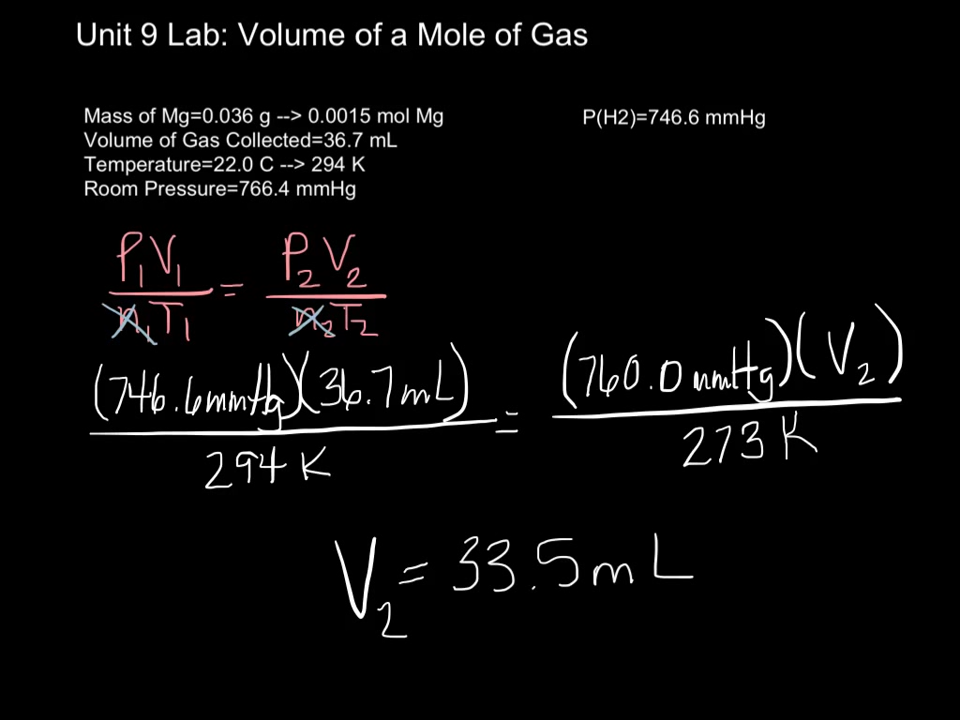 Unit 9 Lab: Volume of a Mole of Gas
Mass of Mg=0.036 g --> 0.0015 mol Mg
Volume of Gas Collected=36.7 mL
Temperature=22.0 C --> 294 K
Room Pressure=766.4 mmHg
P(H2)=746.6 mmHg
P₁V₁ / n₁T₁ = P₂V₂ / n₂T₂
(746.6mmHg)(36.7mL) / 294K = (760.0mmHg)(V₂) / 273K
V₂ = 33.5mL